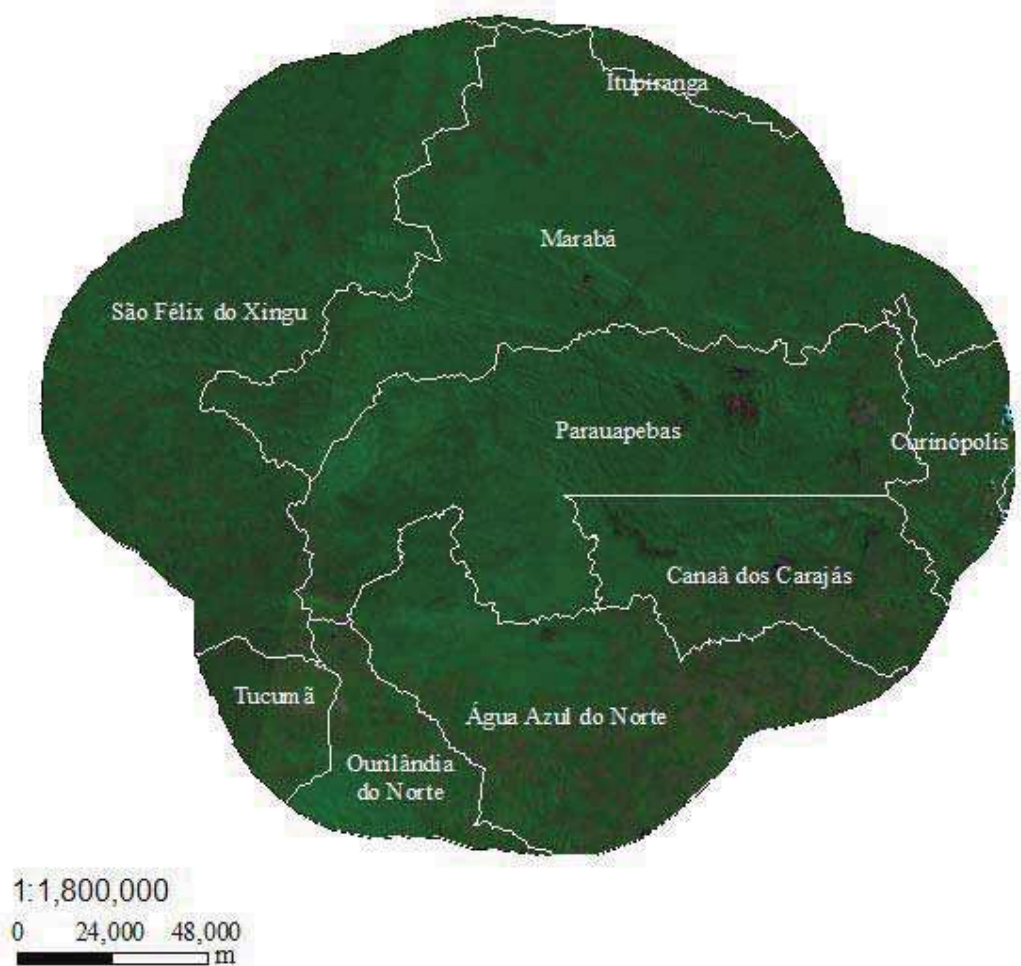 Itupiranga
Marabá
São Félix do Xingu
Parauapebas
Curinópolis
Canaã dos Carajás
Tucumã
Água Azul do Norte
Ourilândia
do Norte
1:1,800,000
0 24,000 48,000
m